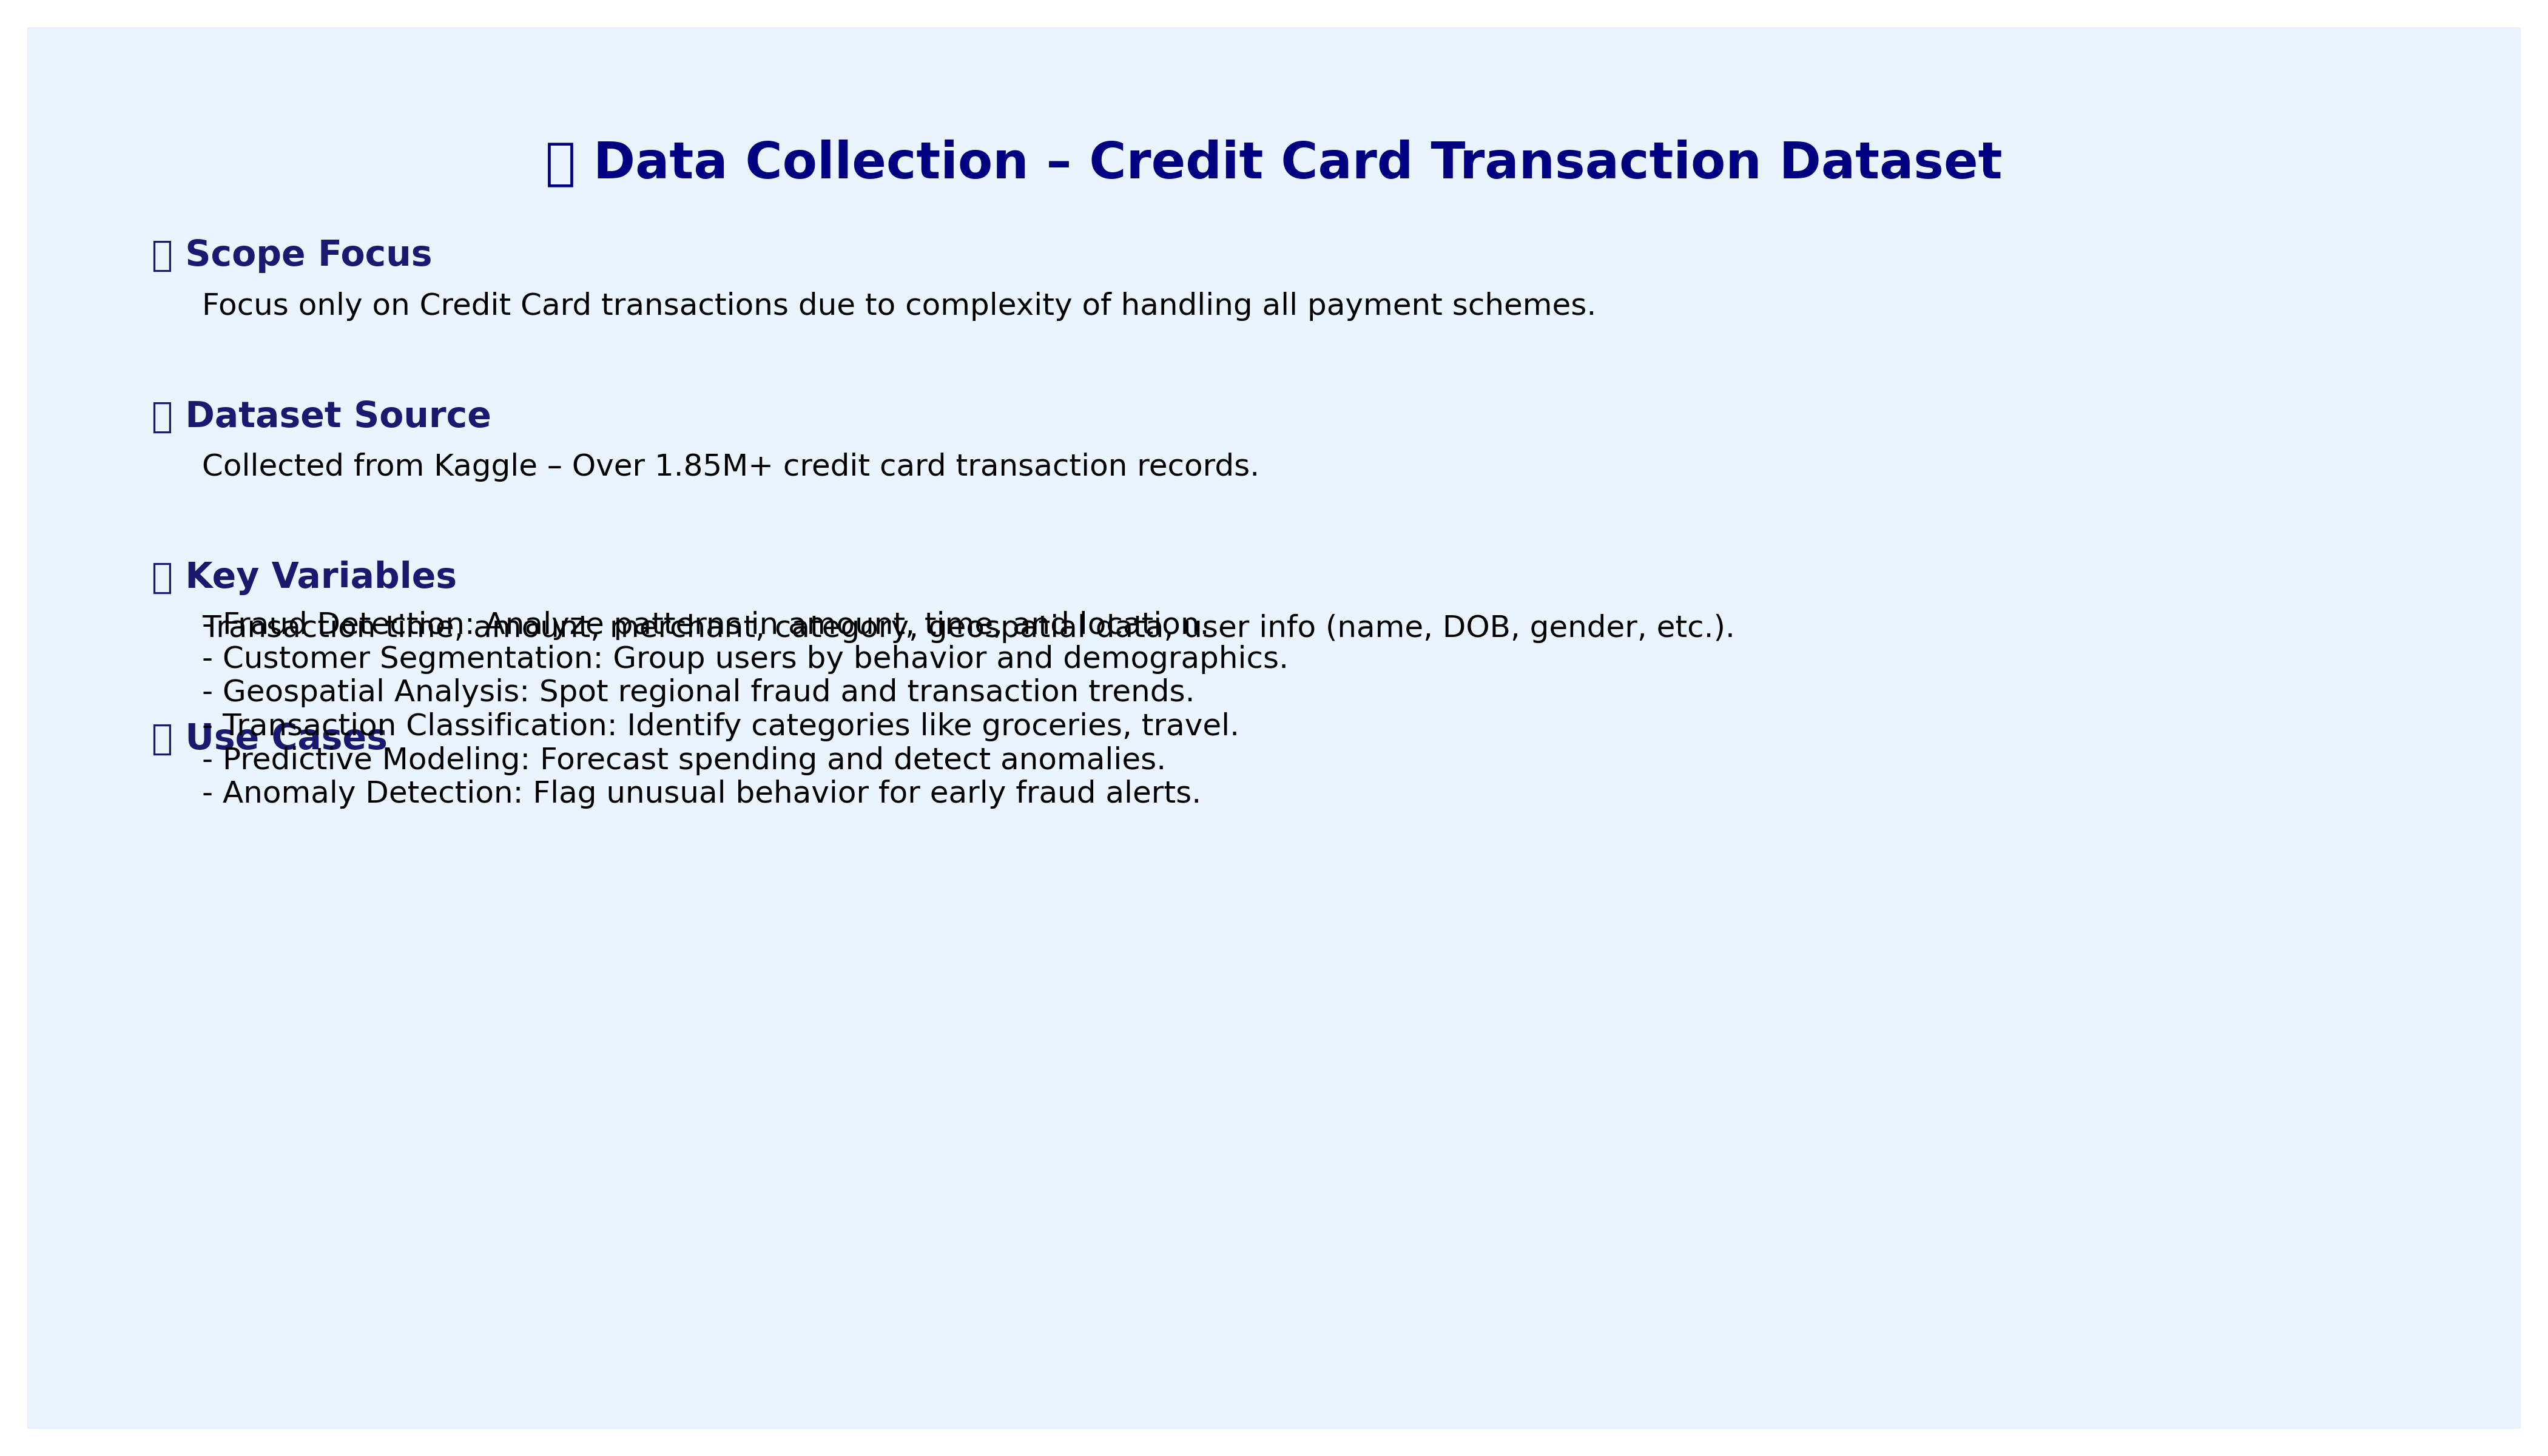 Data Collection – Credit Card Transaction Dataset
Scope Focus
Focus only on Credit Card transactions due to complexity of handling all payment schemes.
Dataset Source
Collected from Kaggle – Over 1.85M+ credit card transaction records.
Key Variables
Transaction time, amount, merchant, category, geospatial data, user info (name, DOB, gender, etc.).
- Fraud Detection: Analyze patterns in amount, time, and location.
- Customer Segmentation: Group users by behavior and demographics.
- Geospatial Analysis: Spot regional fraud and transaction trends.
- Transaction Classification: Identify categories like groceries, travel.
Use Cases
- Predictive Modeling: Forecast spending and detect anomalies.
- Anomaly Detection: Flag unusual behavior for early fraud alerts.